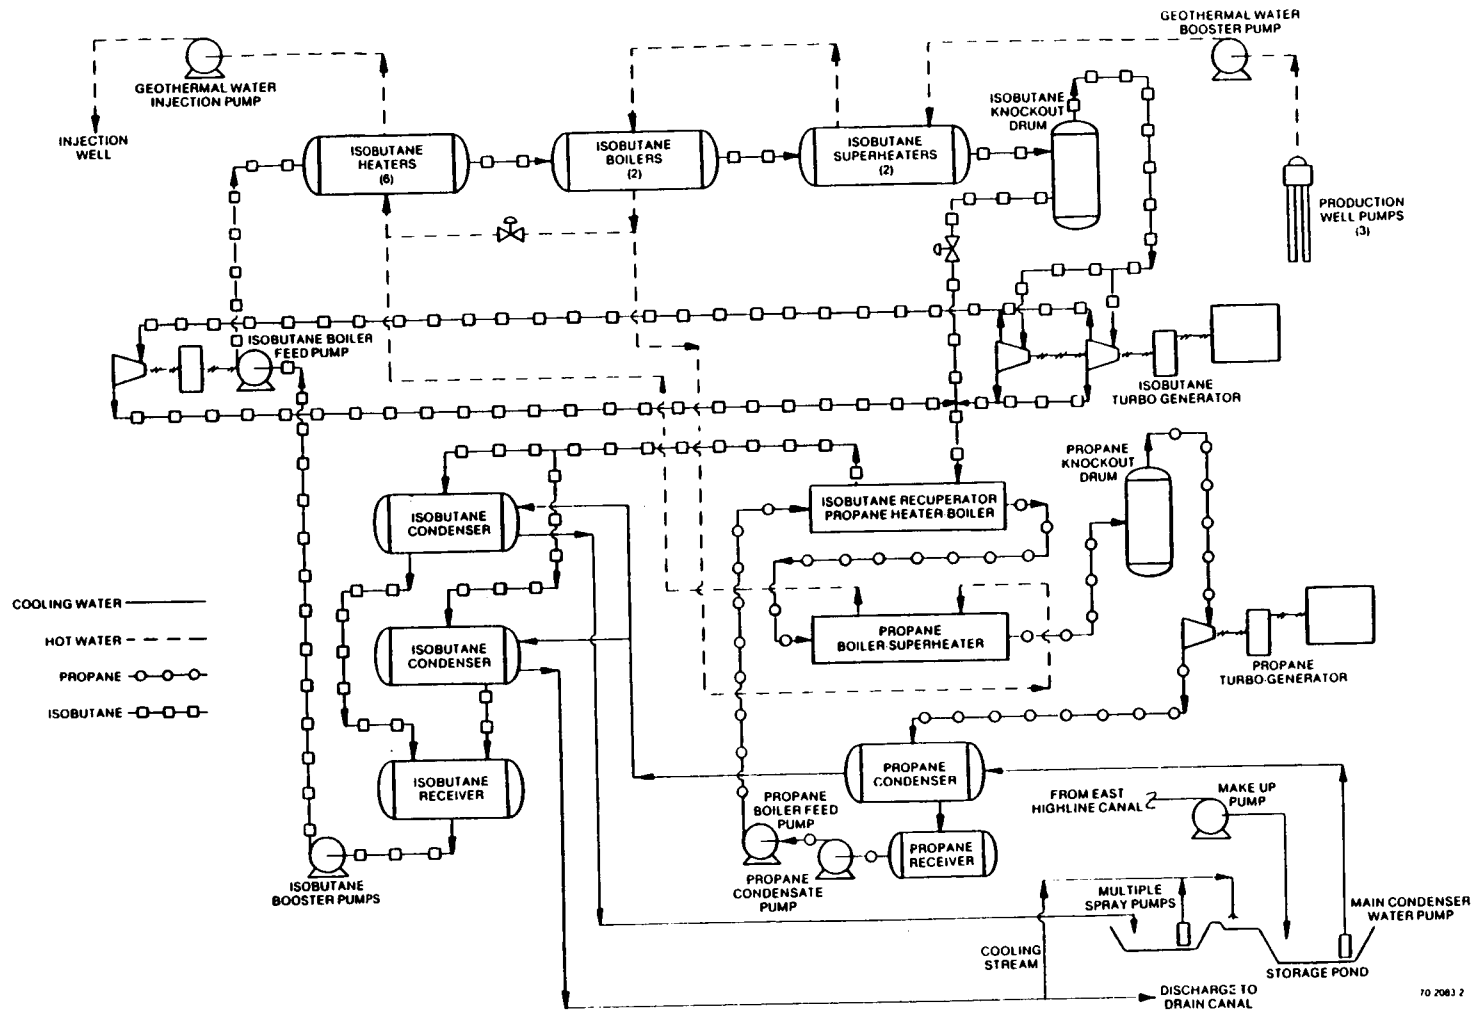 GEOTHERMAL WATER
BOOSTER PUMP
GEOTHERMAL WATER
INJECTION PUMP
INJECTION
WELL
ISOBUTANE
HEATERS
(6)
ISOBUTANE
BOILERS
(2)
ISOBUTANE
SUPERHEATERS
(2)
ISOBUTANE
KNOCKOUT
DRUM
PRODUCTION
WELL PUMPS
(3)
ISOBUTANE BOILER
FEED PUMP
ISOBUTANE
TURBO GENERATOR
PROPANE
KNOCKOUT
DRUM
ISOBUTANE
CONDENSER
ISOBUTANE RECUPERATOR
PROPANE HEATER-BOILER
COOLING WATER
HOT WATER
PROPANE
ISOBUTANE
ISOBUTANE
CONDENSER
PROPANE
BOILER-SUPERHEATER
PROPANE
TURBO-GENERATOR
ISOBUTANE
RECEIVER
PROPANE
CONDENSER
PROPANE
BOILER FEED
PUMP
FROM EAST
HIGHLINE CANAL
MAKE UP
PUMP
PROPANE
RECEIVER
ISOBUTANE
BOOSTER PUMPS
PROPANE
CONDENSATE
PUMP
MULTIPLE
SPRAY PUMPS
MAIN CONDENSER
WATER PUMP
COOLING
STREAM
STORAGE POND
DISCHARGE TO
DRAIN CANAL
70 2083 2